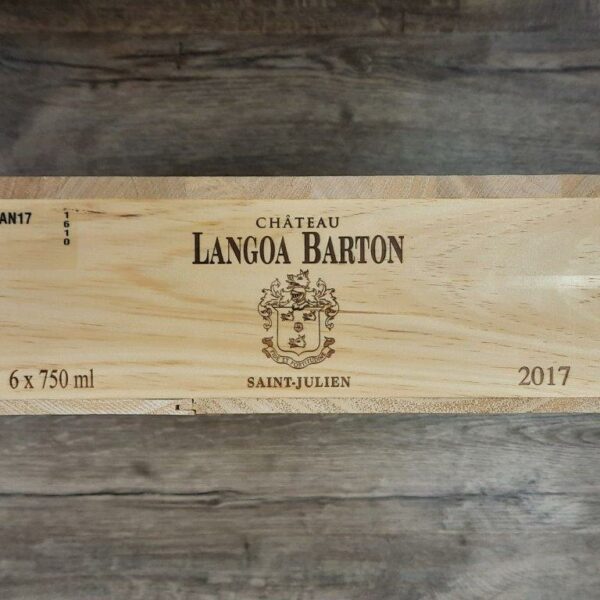 AN17
1610
CHÂTEAU
LANGOA BARTON
SAINT-JULIEN
6 x 750 ml
2017